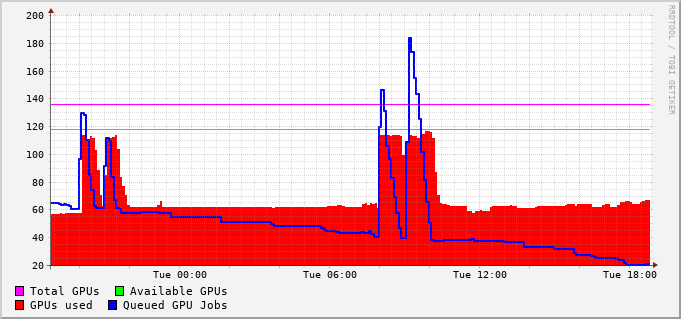 200
180
160
140
120
100
80
60
40
20
Tue 00:00 Tue 06:00 Tue 12:00 Tue 18:00
Total GPUs Available GPUs
GPUs used Queued GPU Jobs
RRDTOOL / TOBI OETIKER